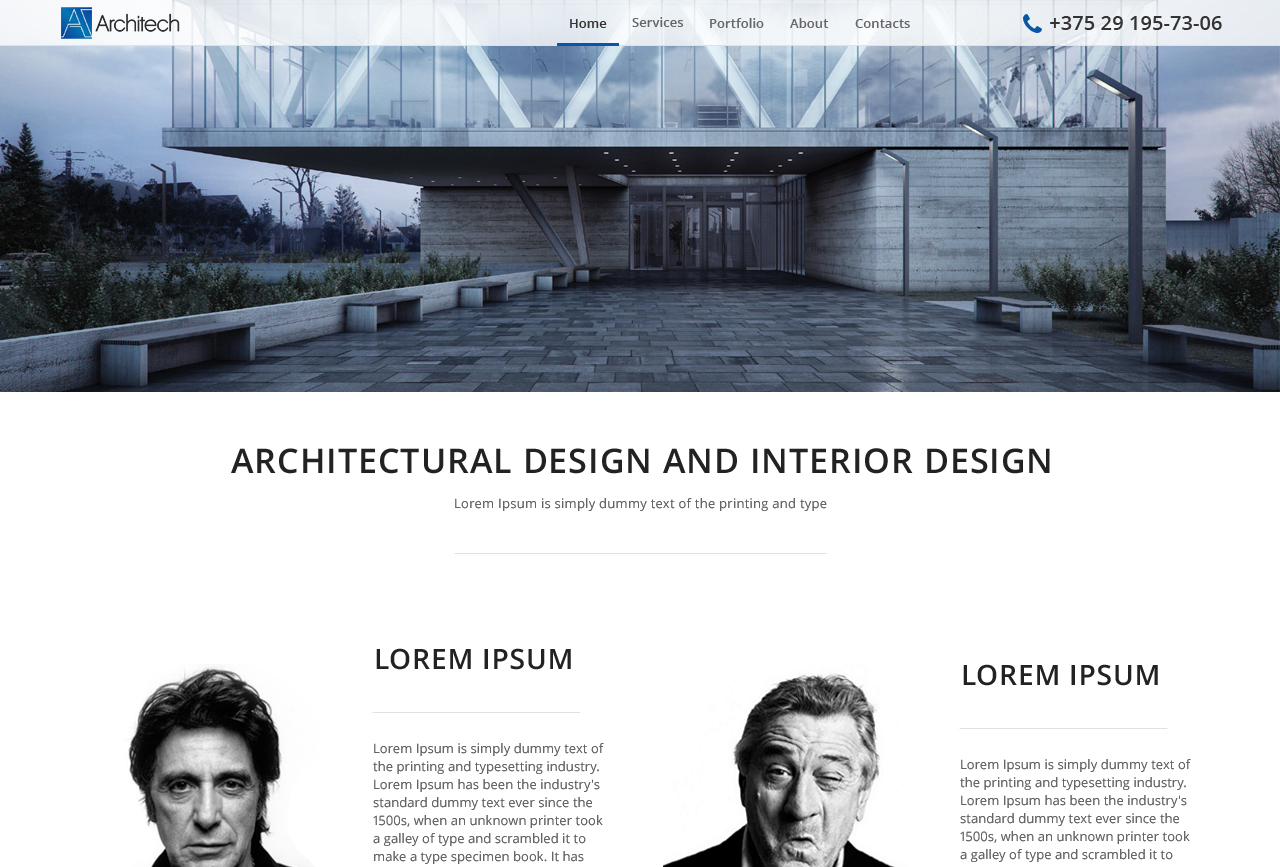 Architech
Home Services Portfolio About Contacts
+375 29 195-73-06
ARCHITECTURAL DESIGN AND INTERIOR DESIGN
Lorem Ipsum is simply dummy text of the printing and type
LOREM IPSUM
Lorem Ipsum is simply dummy text of
the printing and typesetting industry.
Lorem Ipsum has been the industry's
standard dummy text ever since the
1500s, when an unknown printer took
a galley of type and scrambled it to
make a type specimen book. It has
LOREM IPSUM
Lorem Ipsum is simply dummy text of
the printing and typesetting industry.
Lorem Ipsum has been the industry's
standard dummy text ever since the
1500s, when an unknown printer took
a galley of type and scrambled it to